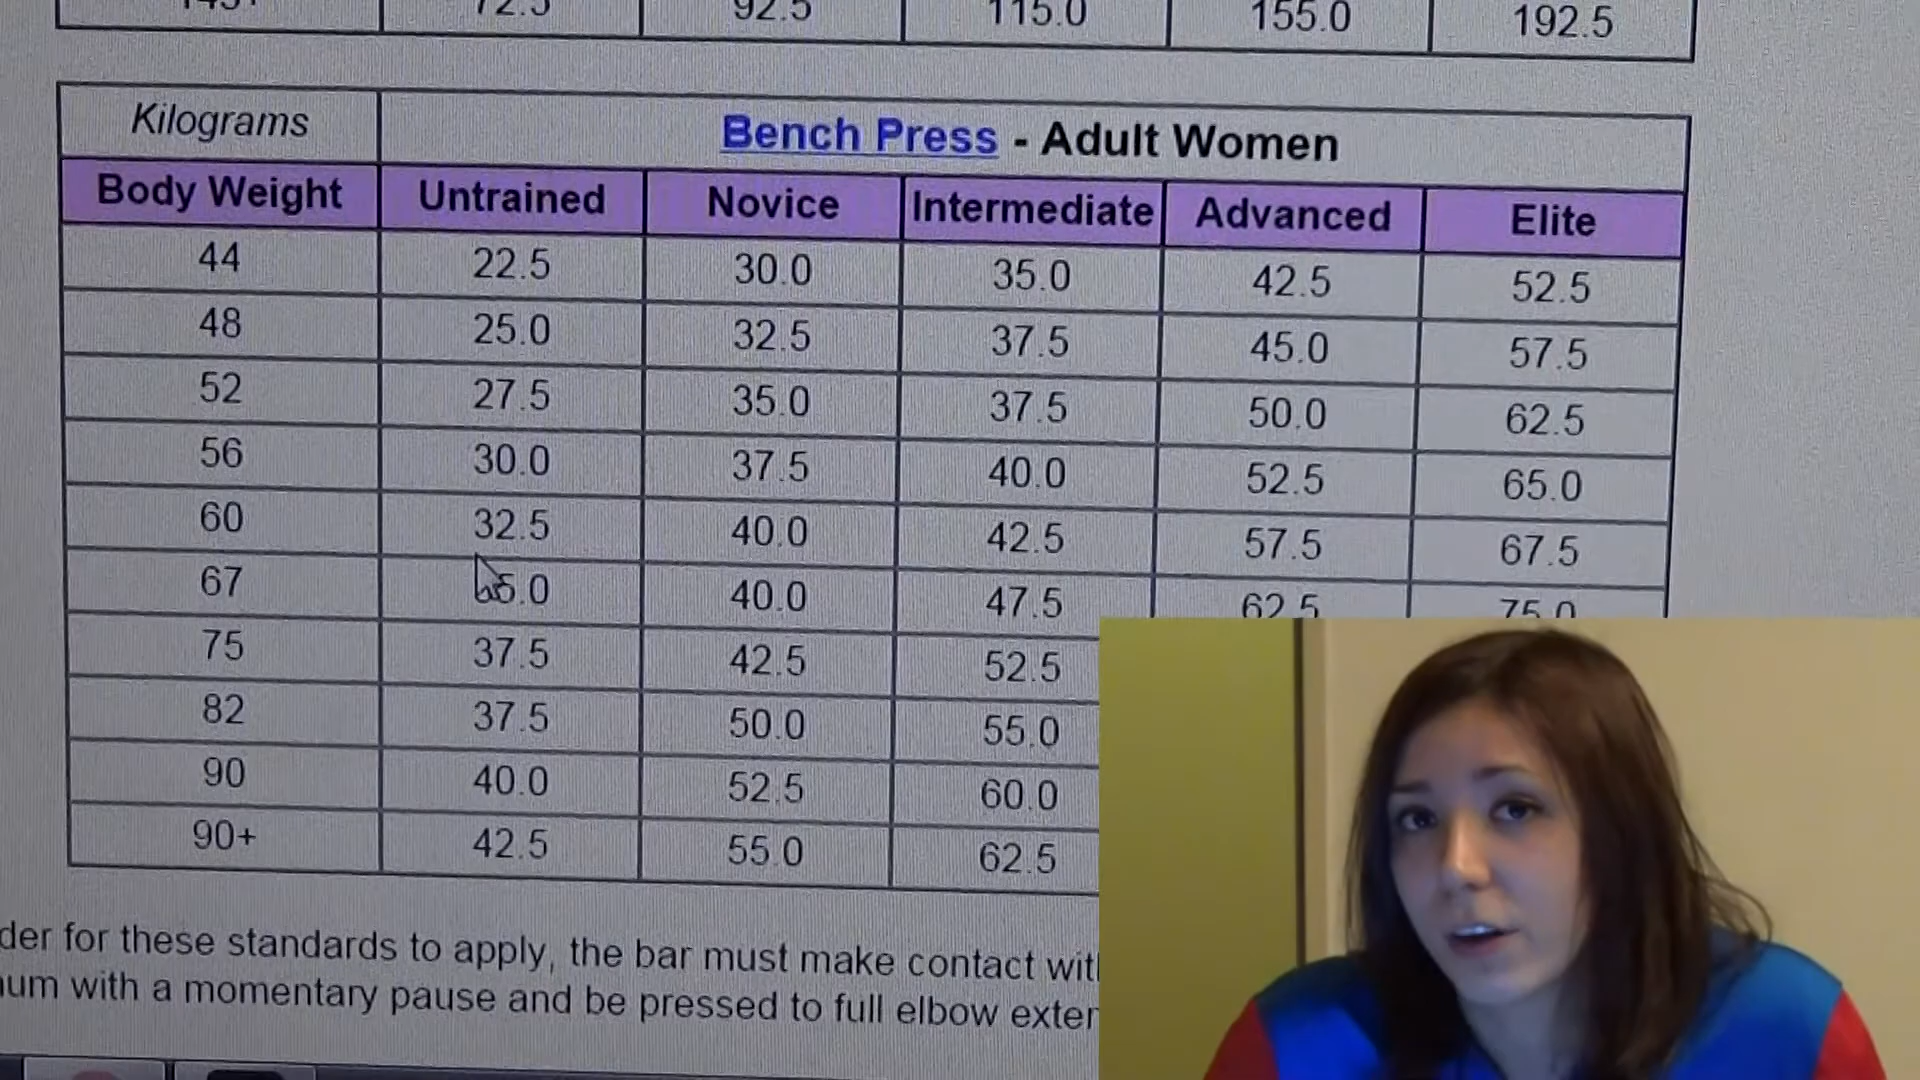 92.5 115.0 155.0 192.5
Kilograms Bench Press - Adult Women
Body Weight Untrained Novice Intermediate Advanced Elite
44 22.5 30.0 35.0 42.5 52.5
48 25.0 32.5 37.5 45.0 57.5
52 27.5 35.0 37.5 50.0 62.5
56 30.0 37.5 40.0 52.5 65.0
60 32.5 40.0 42.5 57.5 67.5
67 40.0 47.5 62.5 75.0
75 37.5 42.5 52.5
82 37.5 50.0 55.0
90 40.0 52.5 60.0
90+ 42.5 55.0 62.5
der for these standards to apply, the bar must make contact
with a momentary pause and be pressed to full elbow